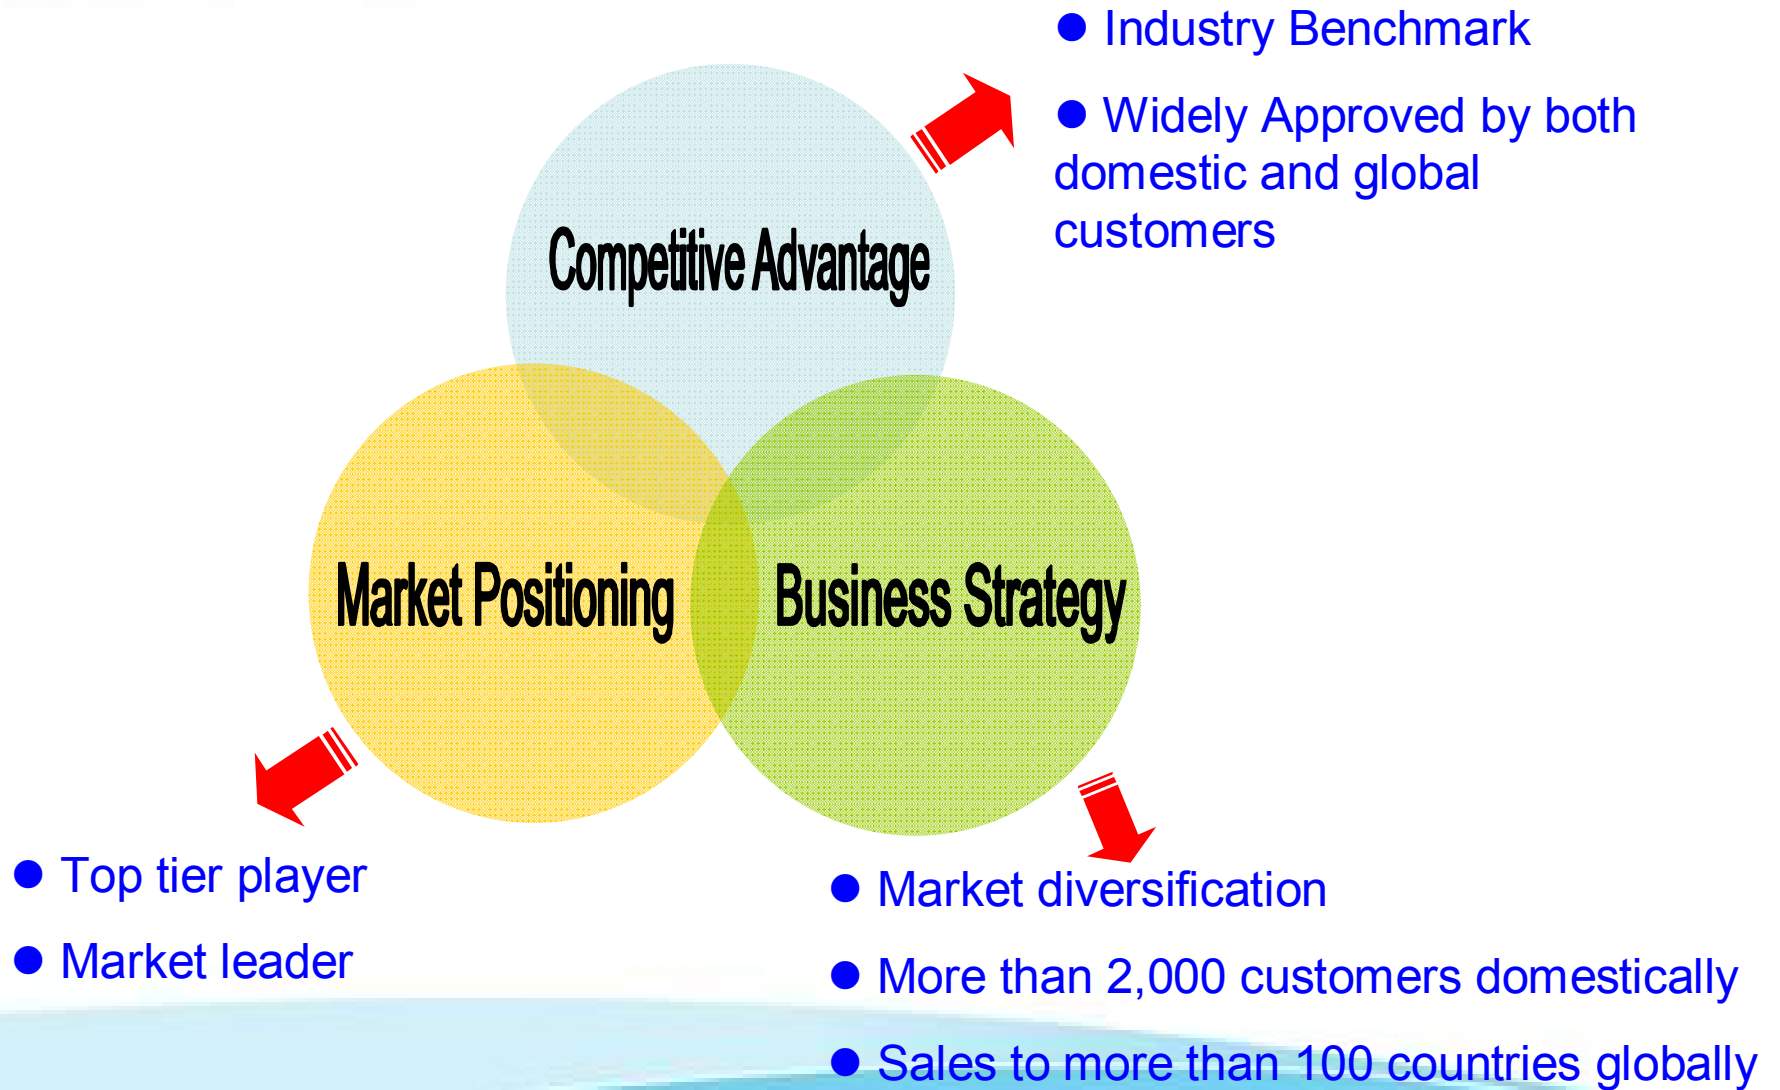 ● Industry Benchmark
● Widely Approved by both
domestic and global
customers
Competitive Advantage
Market Positioning
Business Strategy
● Top tier player
● Market leader
● Market diversification
● More than 2,000 customers domestically
● Sales to more than 100 countries globally